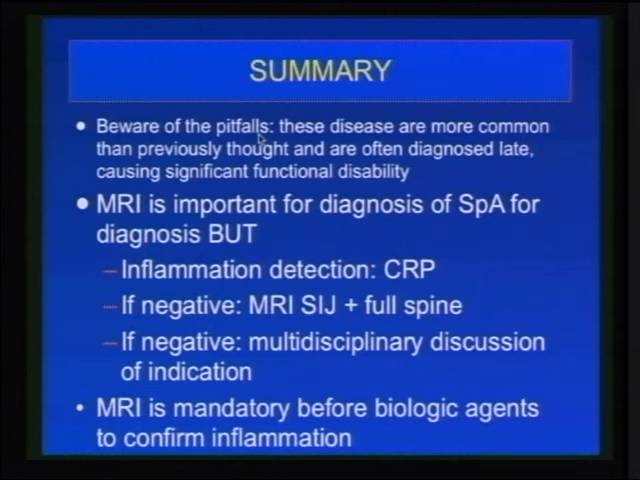 SUMMARY
Beware of the pitfalls: these disease are more common
than previously thought and are often diagnosed late,
causing significant functional disability
MRI is important for diagnosis of SpA for
diagnosis BUT
–Inflammation detection: CRP
–If negative: MRI SIJ + full spine
–If negative: multidisciplinary discussion
of indication
MRI is mandatory before biologic agents
to confirm inflammation